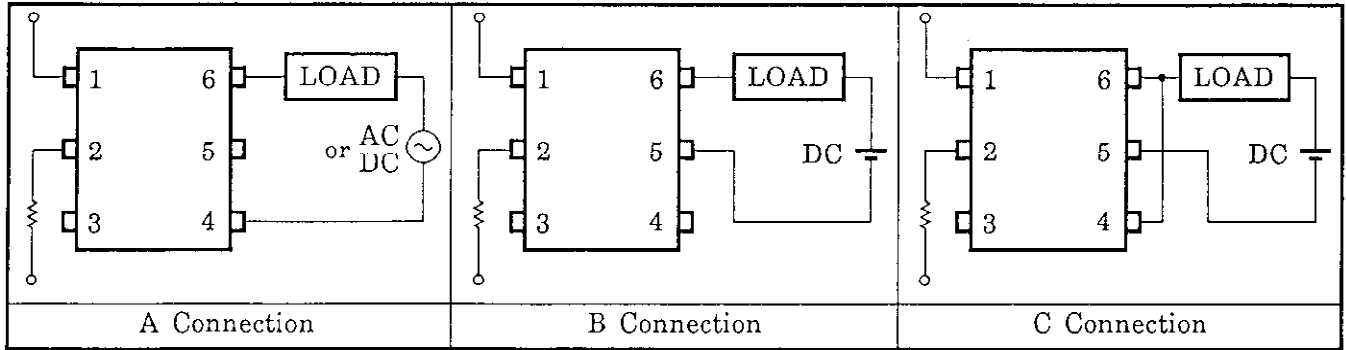 1 6 LOAD
2 5 or AC
DC
3 4
A Connection
1 6 LOAD
2 5 DC
3 4
B Connection
1 6 LOAD
2 5 DC
3 4
C Connection